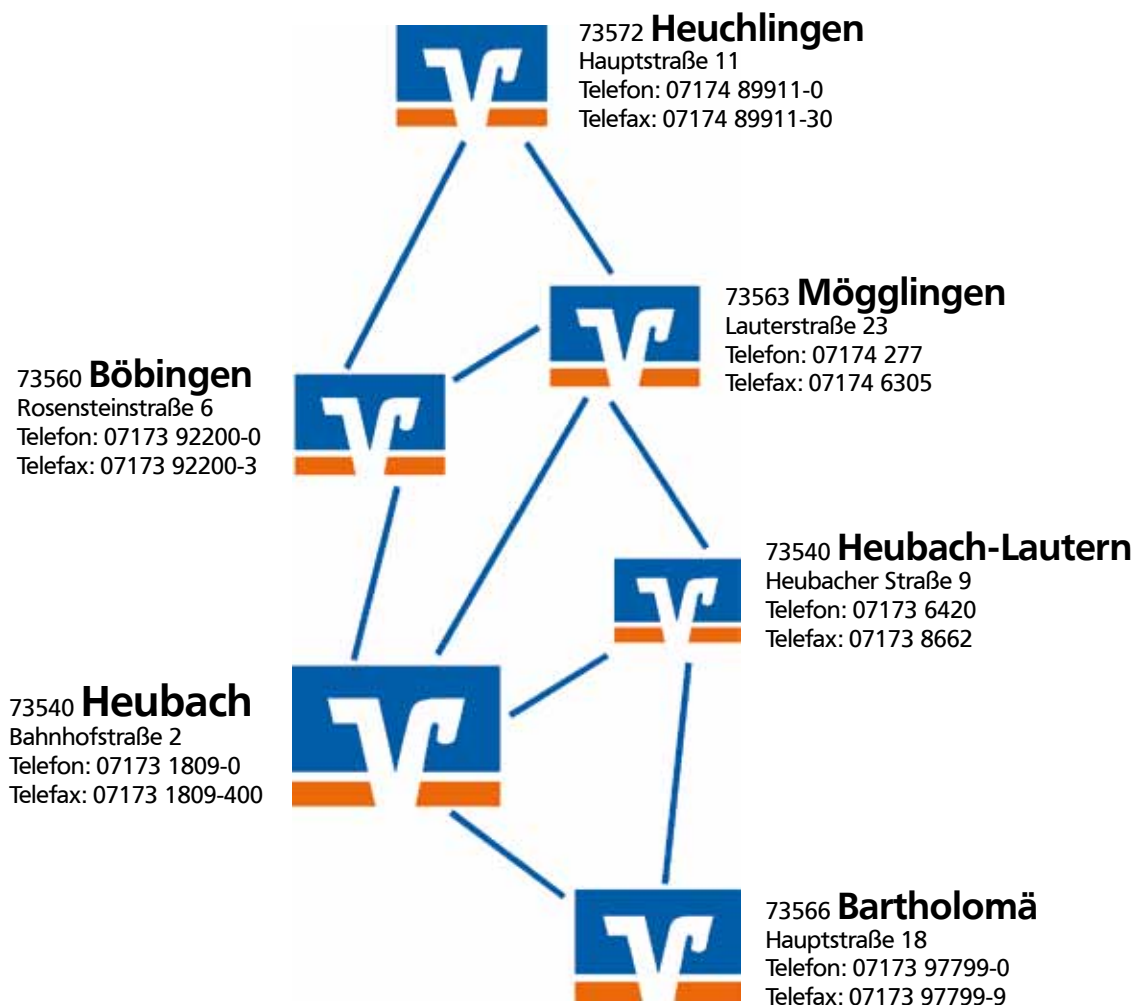 73572 Heuchlingen
Hauptstraße 11
Telefon: 07174 89911-0
Telefax: 07174 89911-30
73563 Mögglingen
Lauterstraße 23
Telefon: 07174 277
Telefax: 07174 6305
73560 Böbingen
Rosensteinstraße 6
Telefon: 07173 92200-0
Telefax: 07173 92200-3
73540 Heubach-Lautern
Heubacher Straße 9
Telefon: 07173 6420
Telefax: 07173 8662
73540 Heubach
Bahnhofstraße 2
Telefon: 07173 1809-0
Telefax: 07173 1809-400
73566 Bartholomä
Hauptstraße 18
Telefon: 07173 97799-0
Telefax: 07173 97799-9